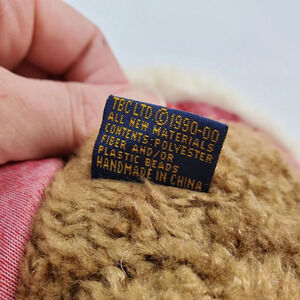 TBC LTD © 1990-00
ALL NEW MATERIALS
CONTENTS: POLYESTER
FIBER AND/OR
PLASTIC BEADS
HANDMADE IN CHINA